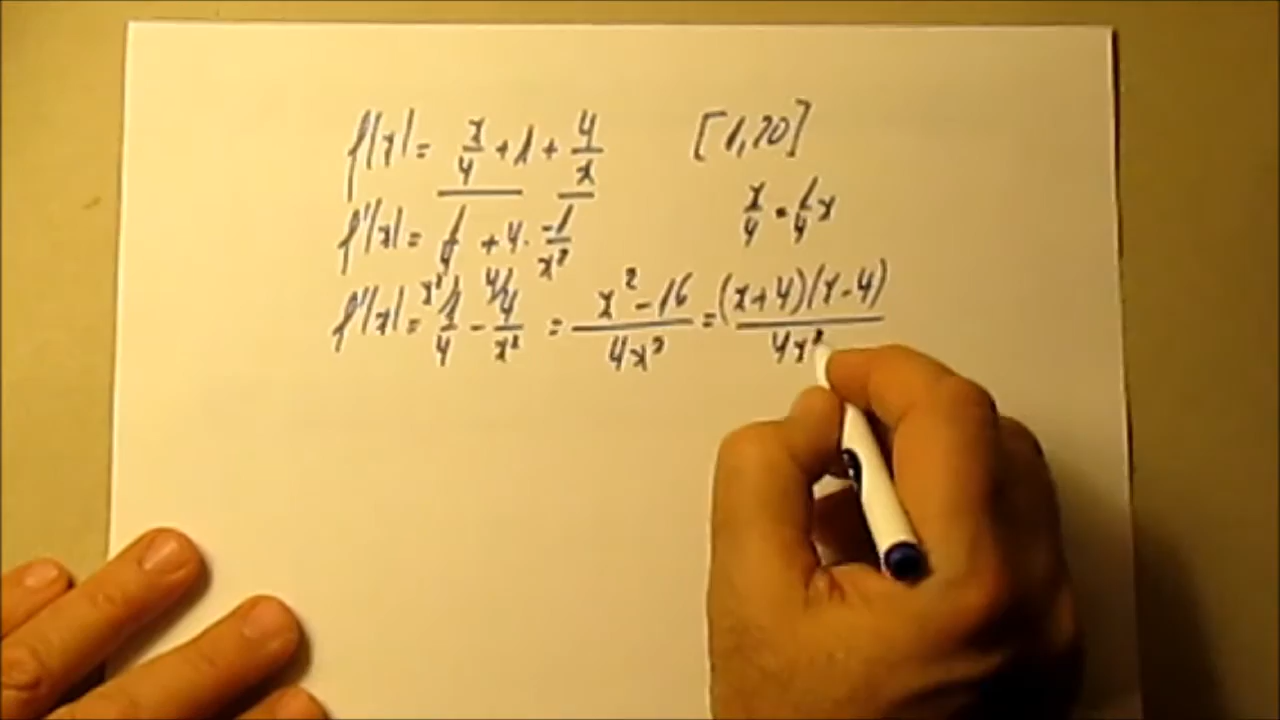 f(x) = x/4 + 1 + 4/x [1,20]
x/4 = 1/4 x
f'(x) = 1/4 + 4 · -1/x²
f'(x) = x²/1/4 - 4/4/x² = x² - 16/4x² = (x+4)(x-4)/4x²